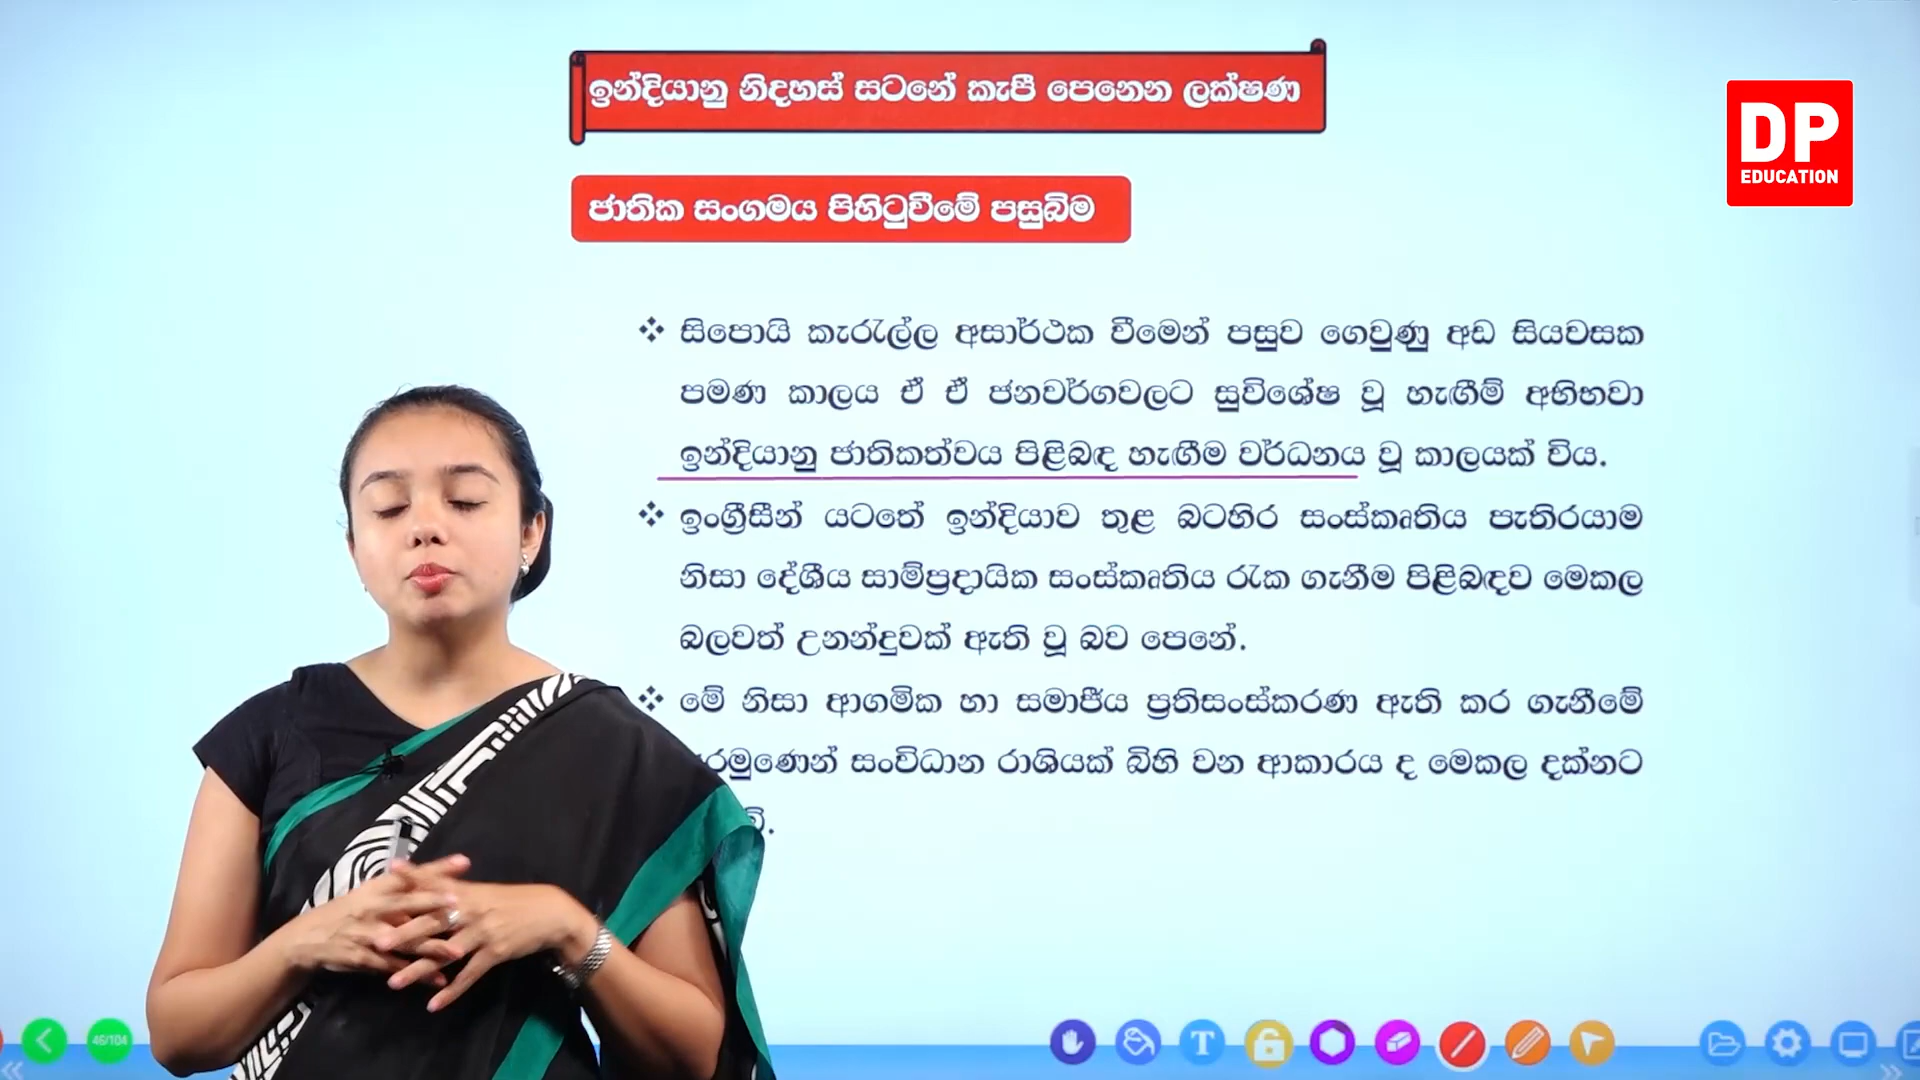 ඉන්දියානු නිදහස් සටනේ කැපී පෙනෙන ලක්ෂණ
DP
EDUCATION
ජාතික සංගමය පිහිටුවීමේ පසුබිම
❖ සිපොයි කැරැල්ල අසාර්ථක වීමෙන් පසුව ගෙවුණු අඩ සියවසක
පමණ කාලය ඒ ඒ ජනවර්ගවලට සුවිශේෂ වූ හැඟීම් අභිභවා
ඉන්දියානු ජාතිකත්වය පිළිබඳ හැඟීම වර්ධනය වූ කාලයක් විය.
❖ ඉංග්‍රීසීන් යටතේ ඉන්දියාව තුළ බටහිර සංස්කෘතිය පැතිරයාම
නිසා දේශීය සාම්ප්‍රදායික සංස්කෘතිය රැක ගැනීම පිළිබඳව මෙකල
බලවත් උනන්දුවක් ඇති වූ බව පෙනේ.
❖ මේ නිසා ආගමික හා සමාජීය ප්‍රතිසංස්කරණ ඇති කර ගැනීමේ
සංවිධාන රාශියක් බිහි වන ආකාරය ද මෙකල දක්නට
46/104
T